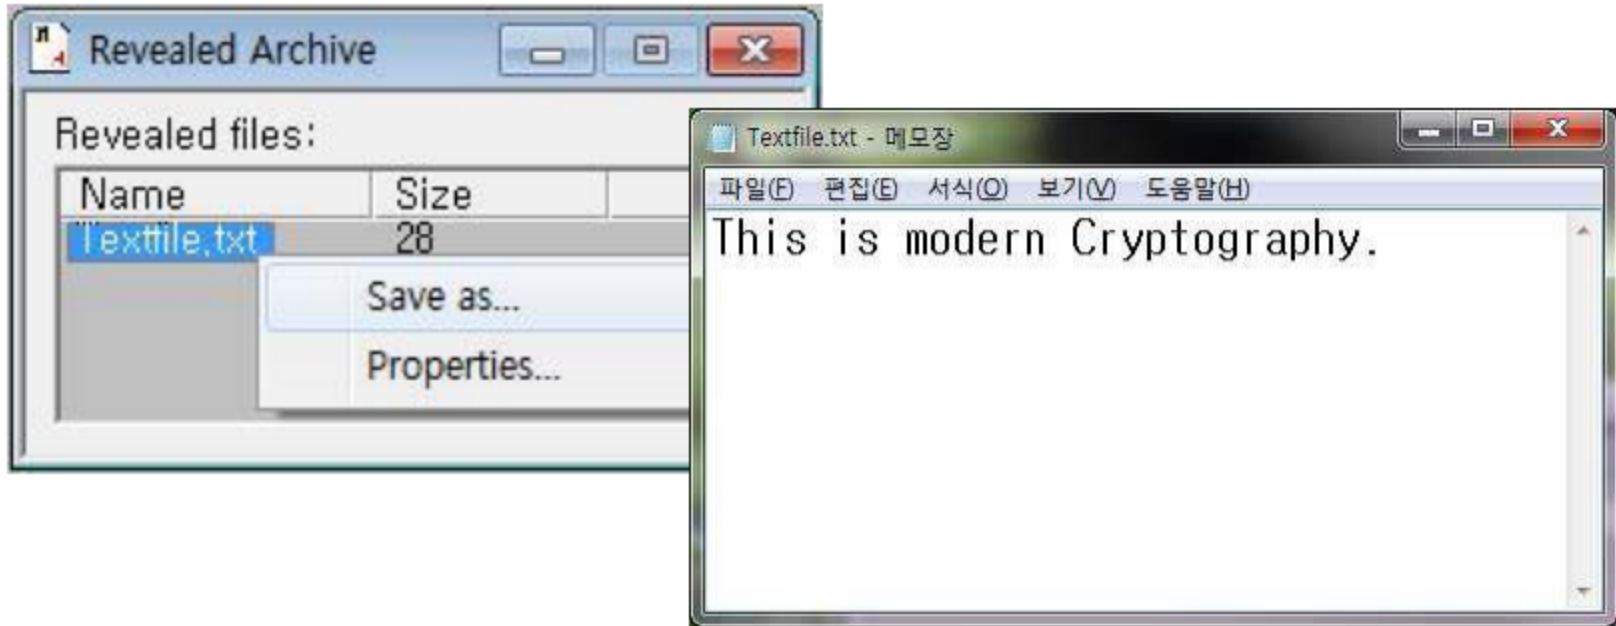 Revealed Archive
Revealed files:
Name Size
Textfile.txt 28
Save as...
Properties...
Textfile.txt - 메모장
파일(F) 편집(E) 서식(O) 보기(V) 도움말(H)
This is modern Cryptography.